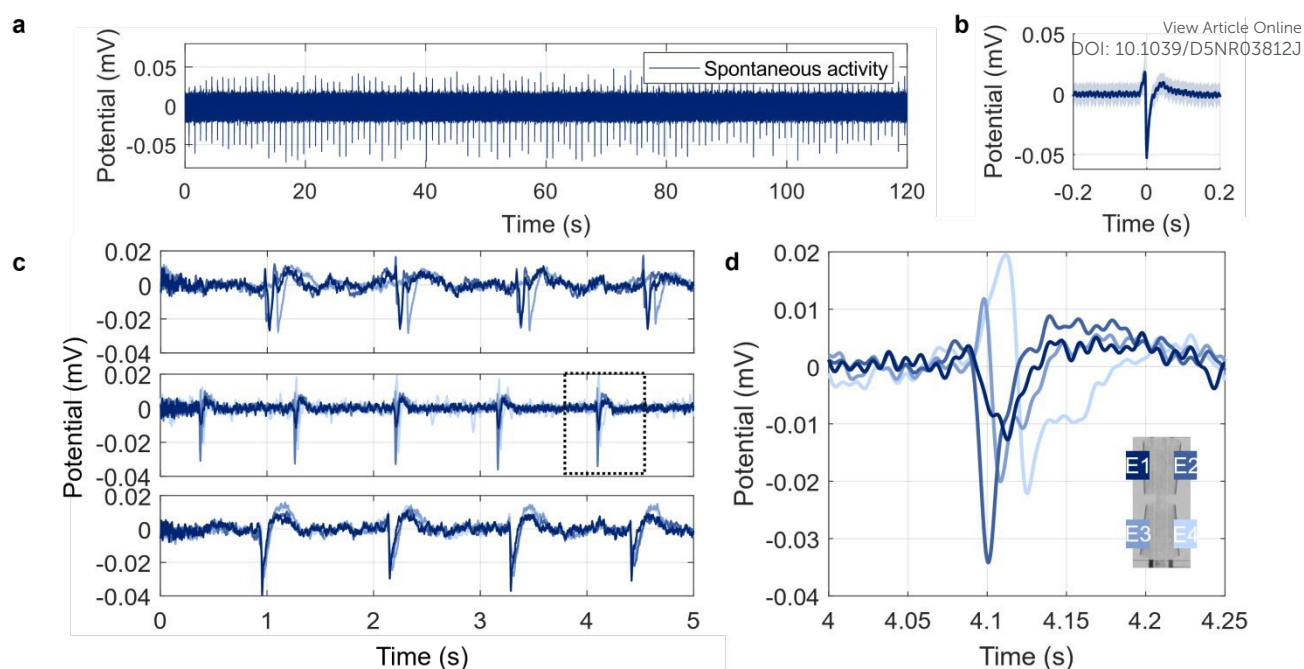 a
Potential (mV)
0.05
0
-0.05
Spontaneous activity
0 20 40 60 80 100 120
Time (s)
b
View Article Online
DOI: 10.1039/D5NR03812J
Potential (mV)
0.05
0
-0.05
-0.2 0 0.2
Time (s)
c
Potential (mV)
0.02
0
-0.02
-0.04
0.02
0
-0.02
-0.04
0.02
0
-0.02
-0.04
0 1 2 3 4 5
Time (s)
d
Potential (mV)
0.02
0.01
0
-0.01
-0.02
-0.03
-0.04
E1 E2
E3 E4
4 4.05 4.1 4.15 4.2 4.25
Time (s)